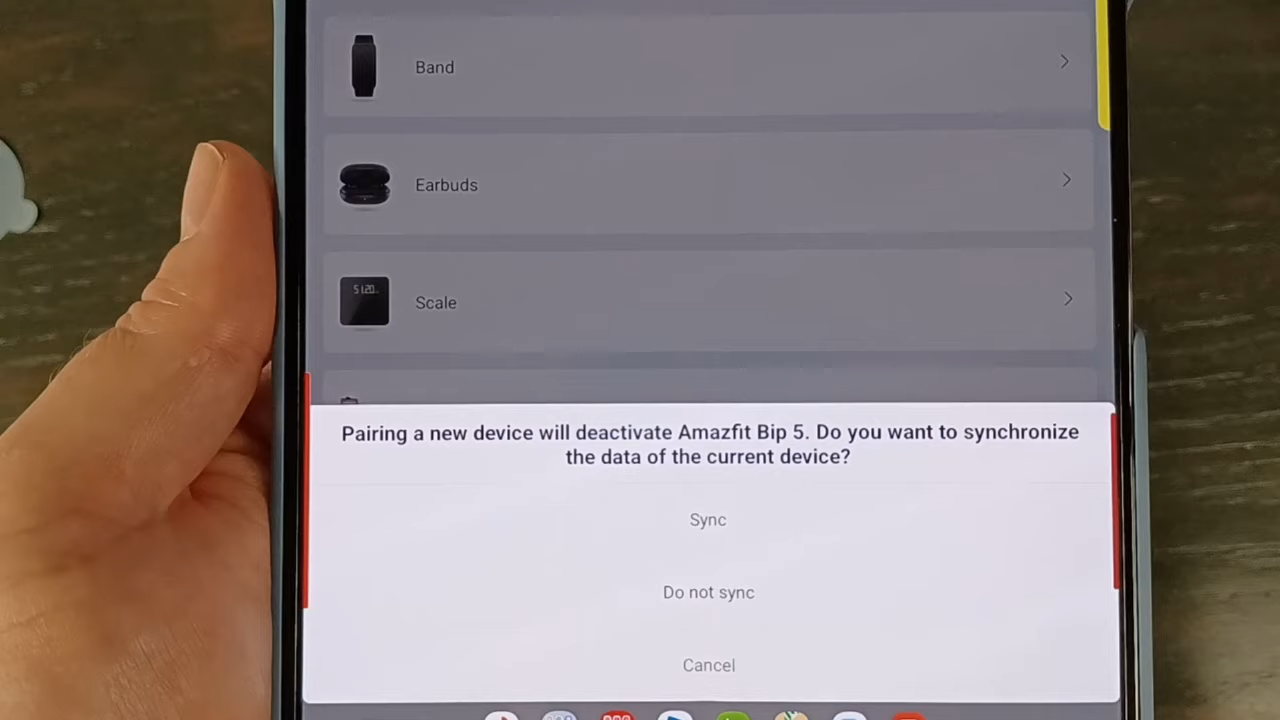 Band
Earbuds
Scale
Pairing a new device will deactivate Amazfit Bip 5. Do you want to synchronize
the data of the current device?
Sync
Do not sync
Cancel